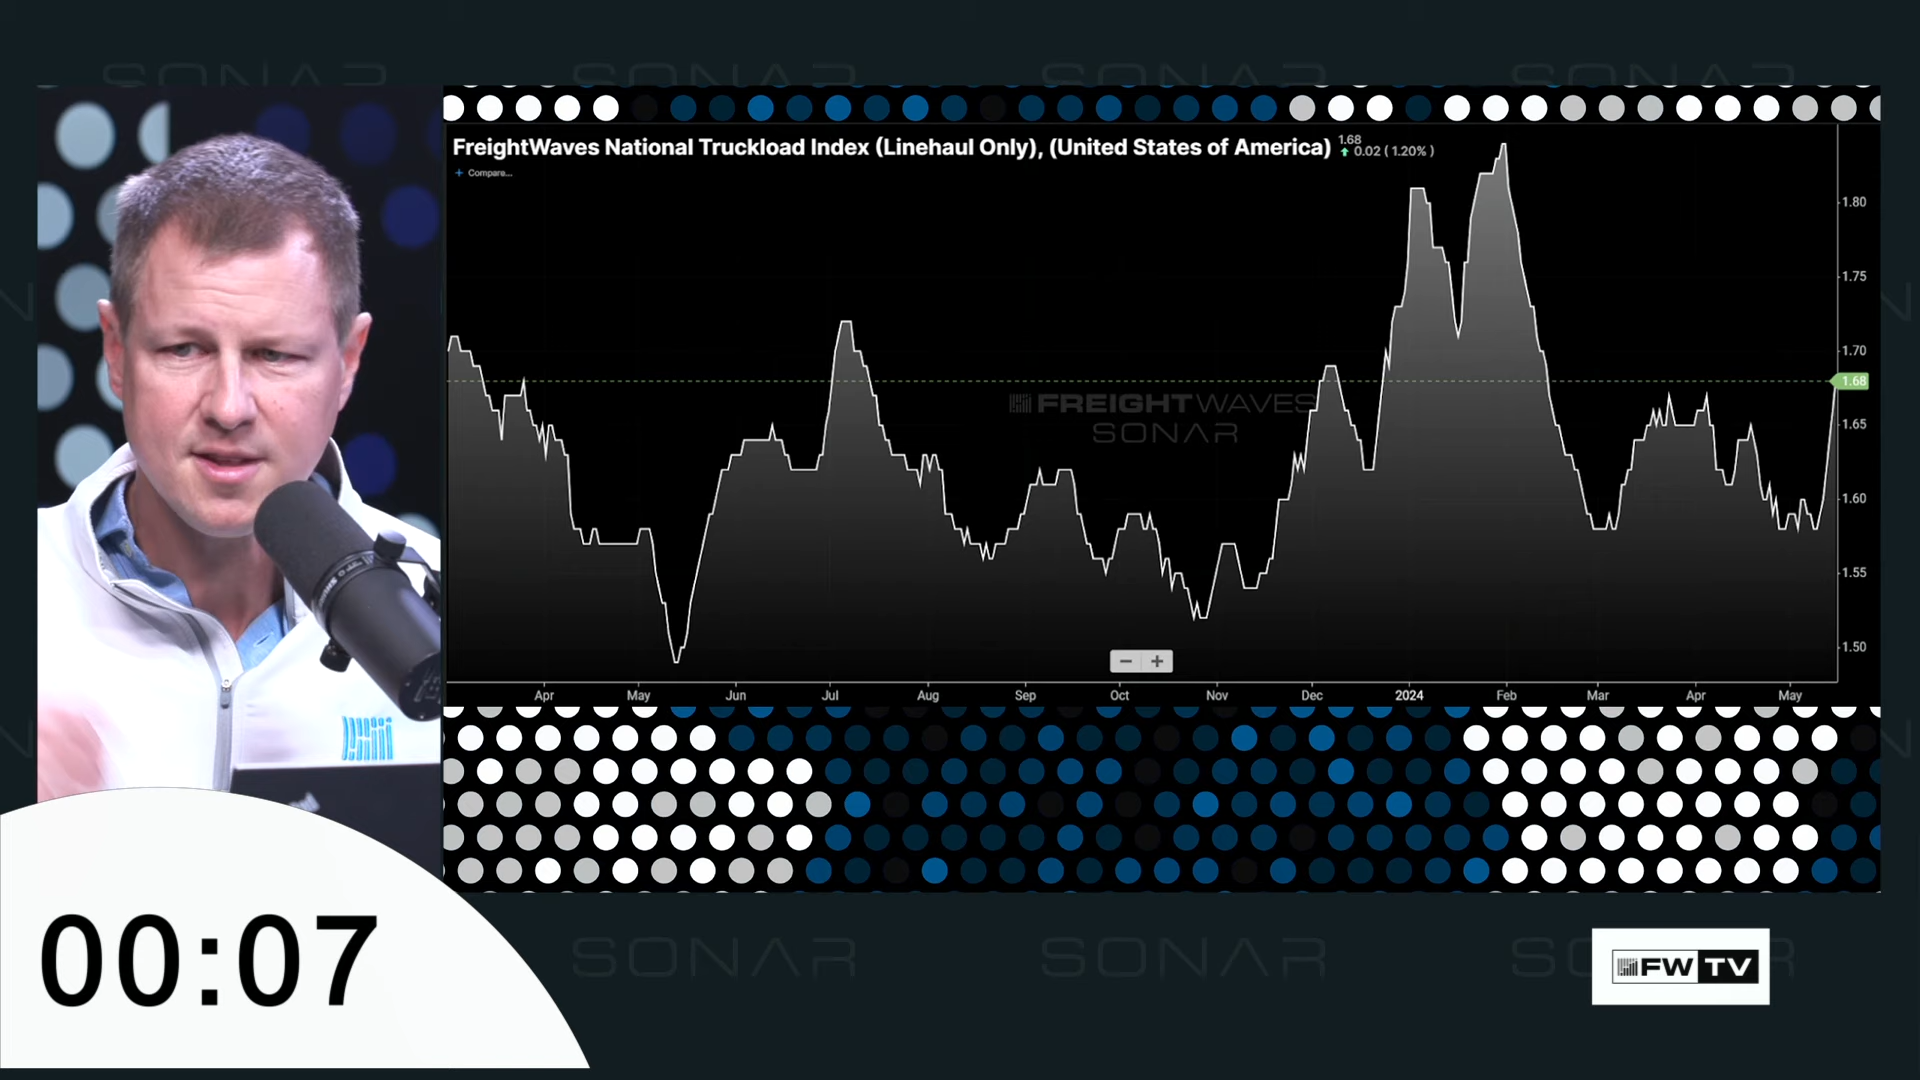 SONAR SONAR SONAR SONAR
FreightWaves National Truckload Index (Linehaul Only), (United States of America) 1.68
0.02 ( 1.20% )
+ Compare...
1.80
1.75
1.70
1.68
1.65
1.60
1.55
1.50
FREIGHTWAVES
SONAR
− +
Apr May Jun Jul Aug Sep Oct Nov Dec 2024 Feb Mar Apr May
00:07
SONAR SONAR SONAR
FW TV